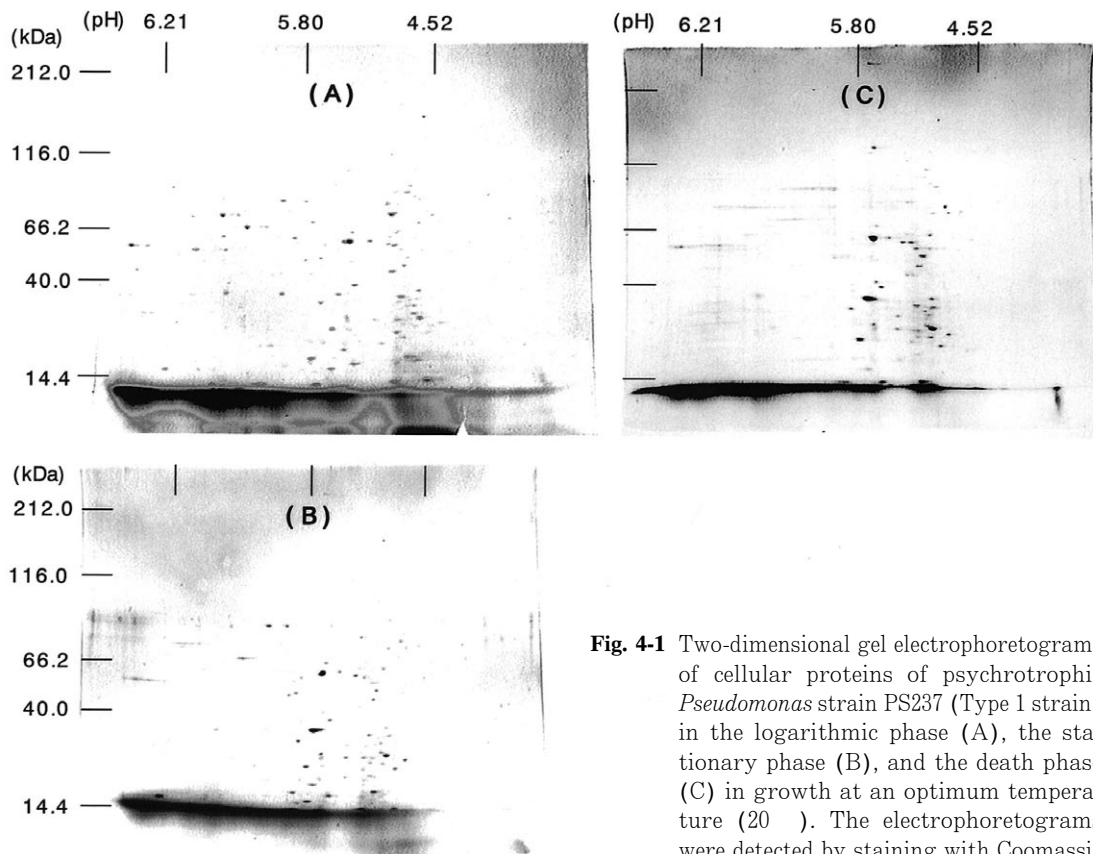 (pH) 6.21 5.80 4.52
(kDa)
(A)
212.0
116.0
66.2
40.0
14.4
(pH) 6.21 5.80 4.52
(C)
(kDa)
(B)
212.0
116.0
66.2
40.0
14.4
Fig. 4-1 Two-dimensional gel electrophoretogram
of cellular proteins of psychrotrophi
Pseudomonas strain PS237 (Type 1 strain
in the logarithmic phase (A), the sta
tionary phase (B), and the death phas
(C) in growth at an optimum tempera
ture (20 ). The electrophoretogram
were detected by staining with Coomassi